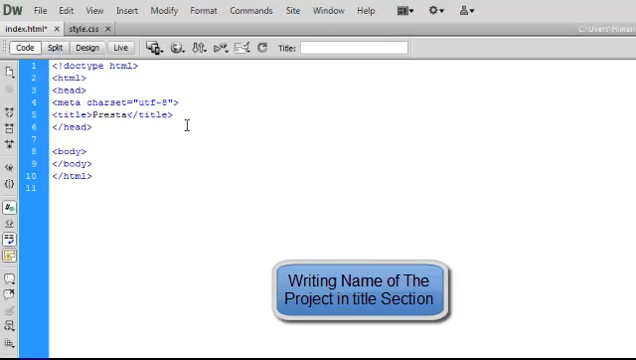 Dw File Edit View Insert Modify Format Commands Site Window Help
index.html* × style.css ×
C:\Users\Himan
Code Split Design Live Title:
1 <!doctype html>
2 <html>
3 <head>
4 <meta charset="utf-8">
5 <title>Presta</title>
6 </head>
7
8 <body>
9 </body>
10 </html>
11
Writing Name of The
Project in title Section